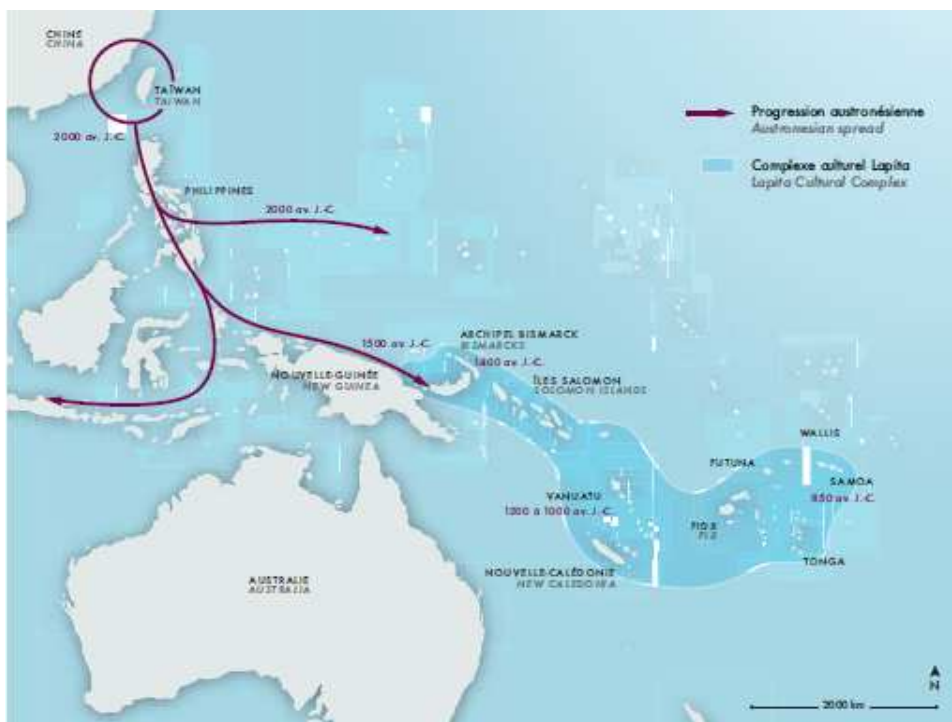 CHINE
CHINA
TAÏWAN
TAIWAN
2000 av. J.-C.
Progression austronésienne
Austronesian spread
Complexe culturel Lapita
Lapita Cultural Complex
PHILIPPINES
2000 av. J.-C.
ARCHIPEL BISMARCK
BISMARCKS
1500 av. J.-C.
1400 av. J.-C.
NOUVELLE-GUINÉE
NEW GUINEA
ÎLES SALOMON
SOLOMON ISLANDS
WALLIS
FUTUNA
SAMOA
850 av. J.-C.
VANUATU
1200 à 1000 av. J.-C.
FIDJI
FIJI
TONGA
NOUVELLE-CALÉDONIE
NEW CALEDONIA
AUSTRALIE
AUSTRALIA
N
2000 km